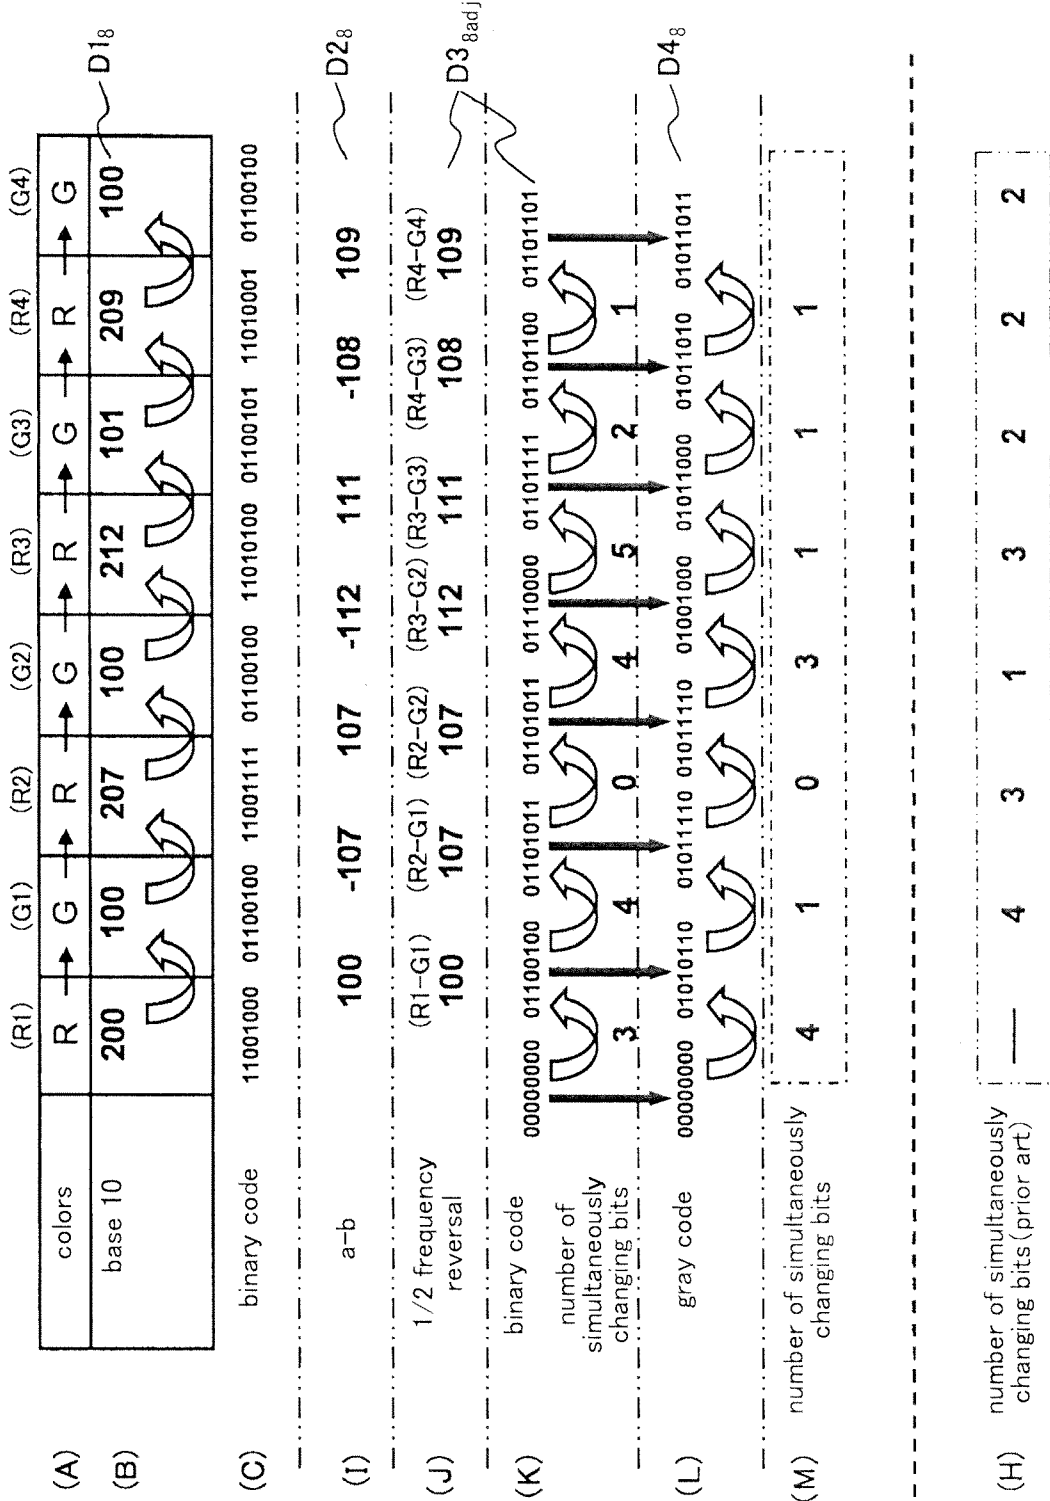 (R1) (G1) (R2) (G2) (R3) (G3) (R4) (G4)
(A) colors R G R G R G R G
(B) base 10 200 100 207 100 212 101 209 100 D1₈
(C) binary code 11001000 01100100 11001111 01100100 11010100 01100101 11010001 01100100
(I) a-b 100 -107 107 -112 111 -108 109 D2₈
(R1-G1) (R2-G1) (R2-G2) (R3-G2) (R3-G3) (R4-G3) (R4-G4)
(J) 1/2 frequency
reversal
100 107 107 112 111 108 109 D3₈adj
(K) binary code 00000000 01100100 01101011 01101011 01110000 01101111 01101100 01101101
number of
simultaneously
changing bits
3 4 0 4 5 2 1
(L) gray code 00000000 01010110 01011110 01011110 01001000 01011000 01011010 01011011 D4₈
(M) number of simultaneously
changing bits
4 1 0 3 1 1 1
(H) number of simultaneously
changing bits(prior art)
— 4 3 1 3 2 2 2